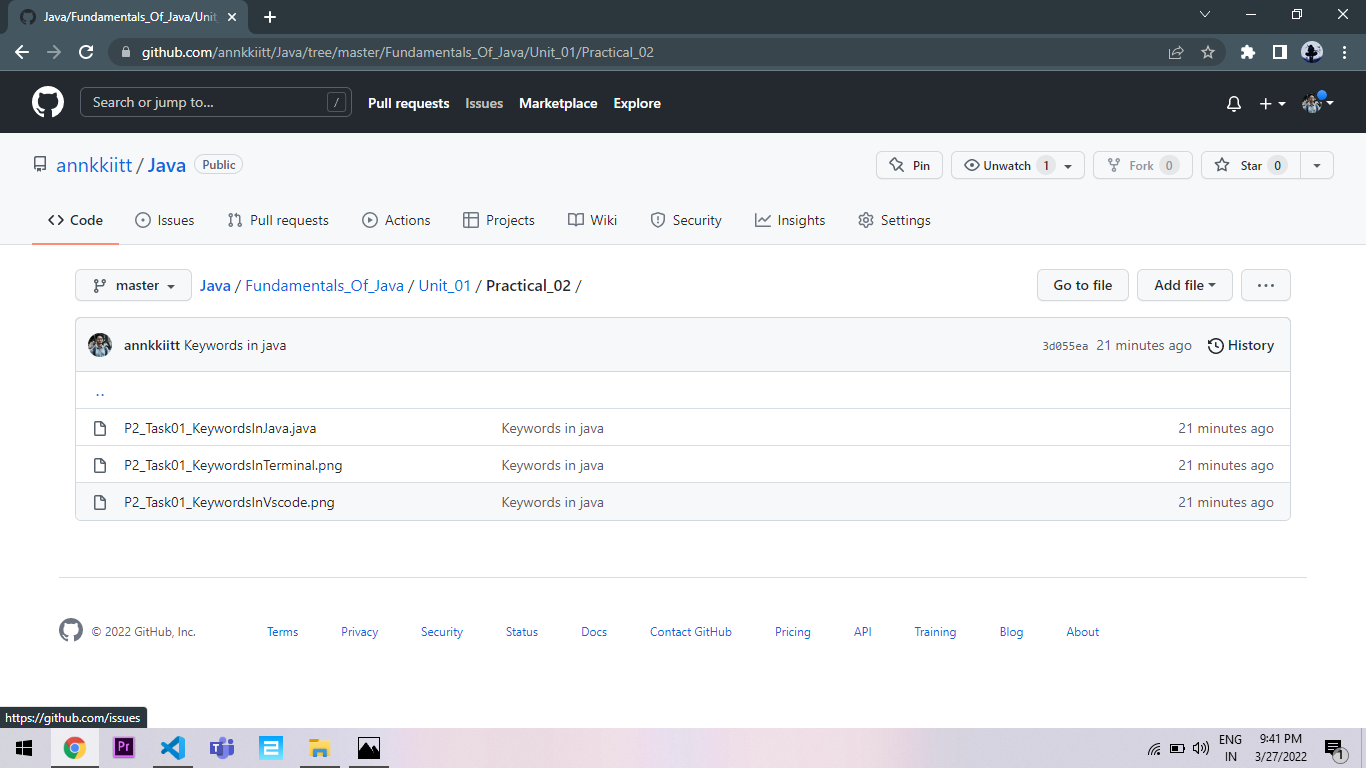 Java/Fundamentals_Of_Java/Unit_
github.com/annkkiitt/Java/tree/master/Fundamentals_Of_Java/Unit_01/Practical_02
Search or jump to... / Pull requests Issues Marketplace Explore
annkkiitt / Java Public Pin Unwatch 1 Fork 0 Star 0
Code Issues Pull requests Actions Projects Wiki Security Insights Settings
master Java / Fundamentals_Of_Java / Unit_01 / Practical_02 / Go to file Add file ...
annkkiitt Keywords in java 3d055ea 21 minutes ago History
..
P2_Task01_KeywordsInJava.java Keywords in java 21 minutes ago
P2_Task01_KeywordsInTerminal.png Keywords in java 21 minutes ago
P2_Task01_KeywordsInVscode.png Keywords in java 21 minutes ago
© 2022 GitHub, Inc. Terms Privacy Security Status Docs Contact GitHub Pricing API Training Blog About
https://github.com/issues
Pr ENG 9:41 PM
IN 3/27/2022 1